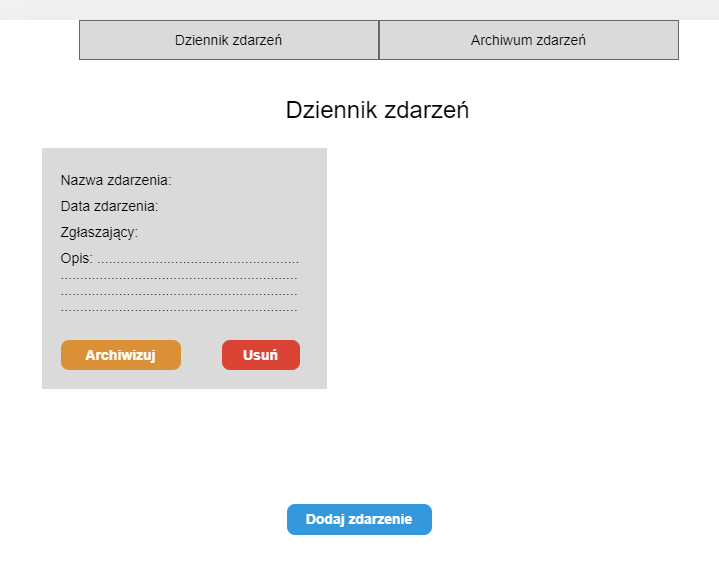 Dziennik zdarzeń
Archiwum zdarzeń
Dziennik zdarzeń
Nazwa zdarzenia:
Data zdarzenia:
Zgłaszający:
Opis: ....................................................
.............................................................
.............................................................
.............................................................
Archiwizuj
Usuń
Dodaj zdarzenie